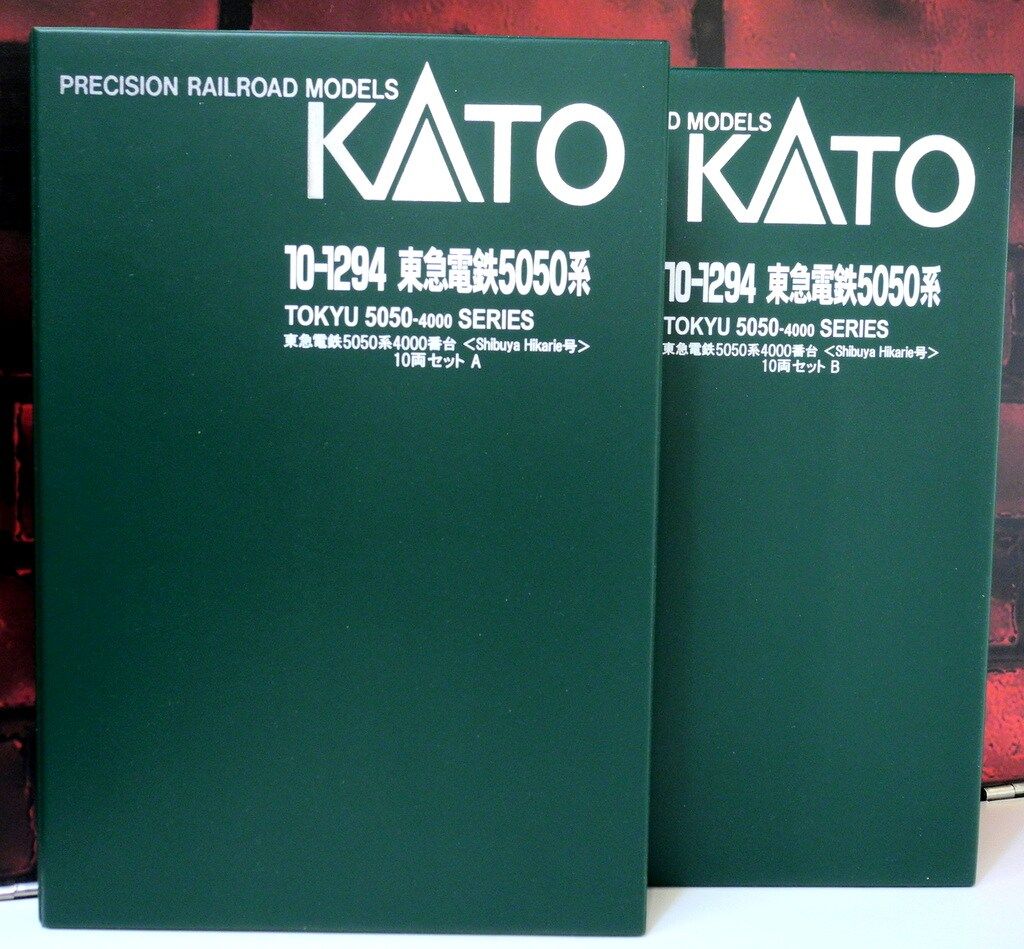 PRECISION RAILROAD MODELS
KATO
10-1294 東急電鉄5050系
TOKYU 5050-4000 SERIES
東急電鉄5050系4000番台 <Shibuya Hikarie号>
10両セット A
D MODELS
KATO
10-1294 東急電鉄5050系
TOKYU 5050-4000 SERIES
東急電鉄5050系4000番台 <Shibuya Hikarie号>
10両セット B